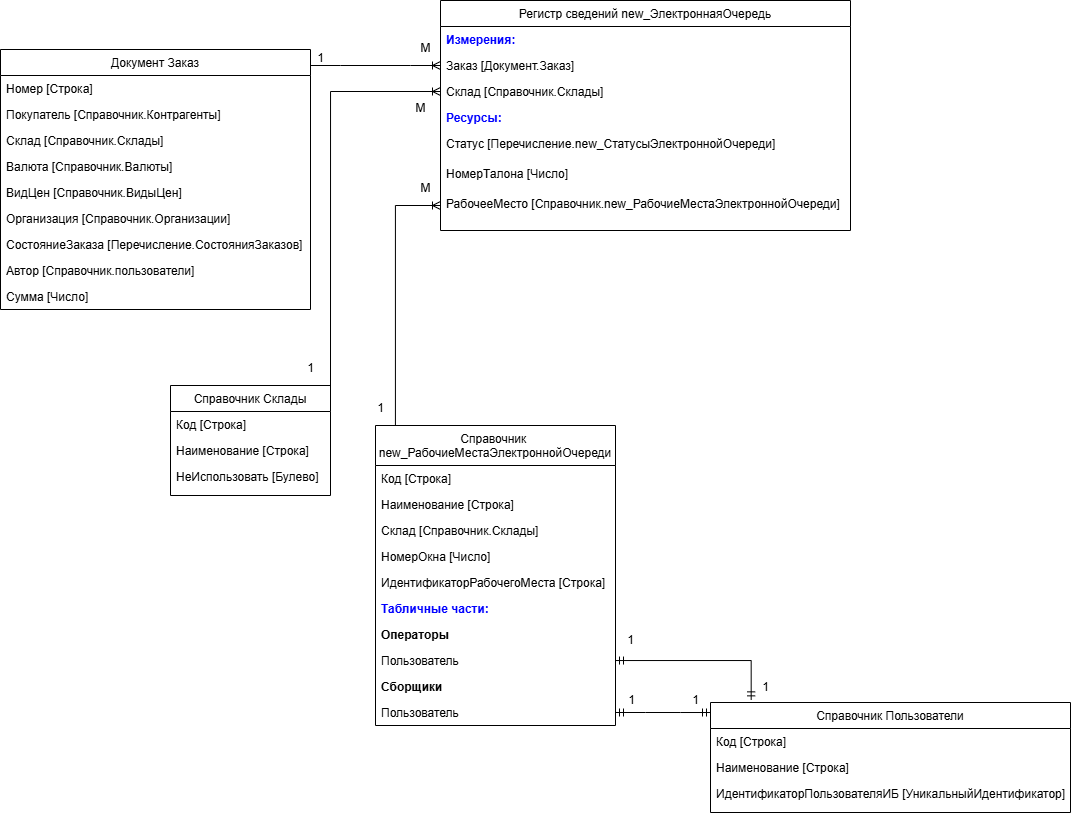 Регистр сведений new_ЭлектроннаяОчередь
Измерения:
Заказ [Документ.Заказ]
Склад [Справочник.Склады]
Ресурсы:
Статус [Перечисление.new_СтатусыЭлектроннойОчереди]
НомерТалона [Число]
РабочееМесто [Справочник.new_РабочиеМестаЭлектроннойОчереди]
M
M
M
1
Документ Заказ
Номер [Строка]
Покупатель [Справочник.Контрагенты]
Склад [Справочник.Склады]
Валюта [Справочник.Валюты]
ВидЦен [Справочник.ВидыЦен]
Организация [Справочник.Организации]
СостояниеЗаказа [Перечисление.СостоянияЗаказов]
Автор [Справочник.пользователи]
Сумма [Число]
1
Справочник Склады
Код [Строка]
Наименование [Строка]
НеИспользовать [Булево]
1
Справочник
new_РабочиеМестаЭлектроннойОчереди
Код [Строка]
Наименование [Строка]
Склад [Справочник.Склады]
НомерОкна [Число]
ИдентификаторРабочегоМеста [Строка]
Табличные части:
Операторы
Пользователь
Сборщики
Пользователь
1
1
1
1
Справочник Пользователи
Код [Строка]
Наименование [Строка]
ИдентификаторПользователяИБ [УникальныйИдентификатор]